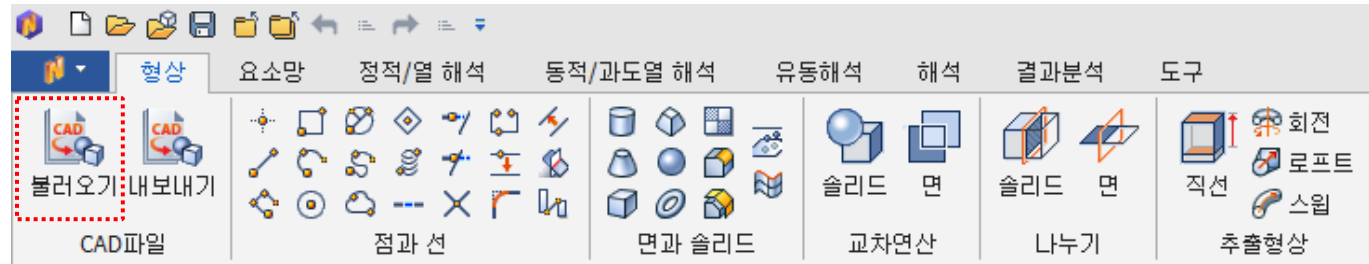 형상 요소망 정적/열 해석 동적/과도열 해석 유동해석 해석 결과분석 도구
CAD CAD
불러오기 내보내기 솔리드 면 솔리드 면 직선 회전
로프트
스윕
CAD파일 점과 선 면과 솔리드 교차연산 나누기 추출형상